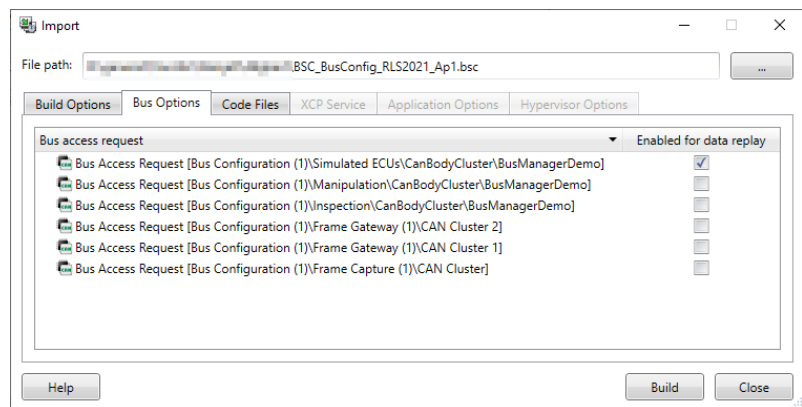 Import
File path: \BSC_BusConfig_RLS2021_Ap1.bsc ...
Build Options Bus Options Code Files XCP Service Application Options Hypervisor Options
Bus access request Enabled for data replay
Bus Access Request [Bus Configuration (1)\Simulated ECUs\CanBodyCluster\BusManagerDemo]
Bus Access Request [Bus Configuration (1)\Manipulation\CanBodyCluster\BusManagerDemo]
Bus Access Request [Bus Configuration (1)\Inspection\CanBodyCluster\BusManagerDemo]
Bus Access Request [Bus Configuration (1)\Frame Gateway (1)\CAN Cluster 2]
Bus Access Request [Bus Configuration (1)\Frame Gateway (1)\CAN Cluster 1]
Bus Access Request [Bus Configuration (1)\Frame Capture (1)\CAN Cluster]
Help Build Close